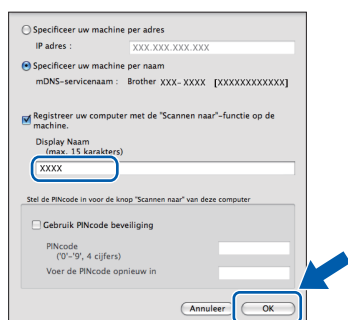 Specificeer uw machine per adres
IP adres : XXX.XXX.XXX.XXX
Specificeer uw machine per naam
mDNS-servicenaam : Brother XXX-XXXX [XXXXXXXXXXXX]
Registreer uw computer met de "Scannen naar"-functie op de
machine.
Display Naam
(max. 15 karakters)
XXXX
Stel de PINcode in voor de knop "Scannen naar" van deze computer
Gebruik PINcode beveiliging
PINcode
('0'-'9', 4 cijfers)
Voer de PINcode opnieuw in
Annuleer OK